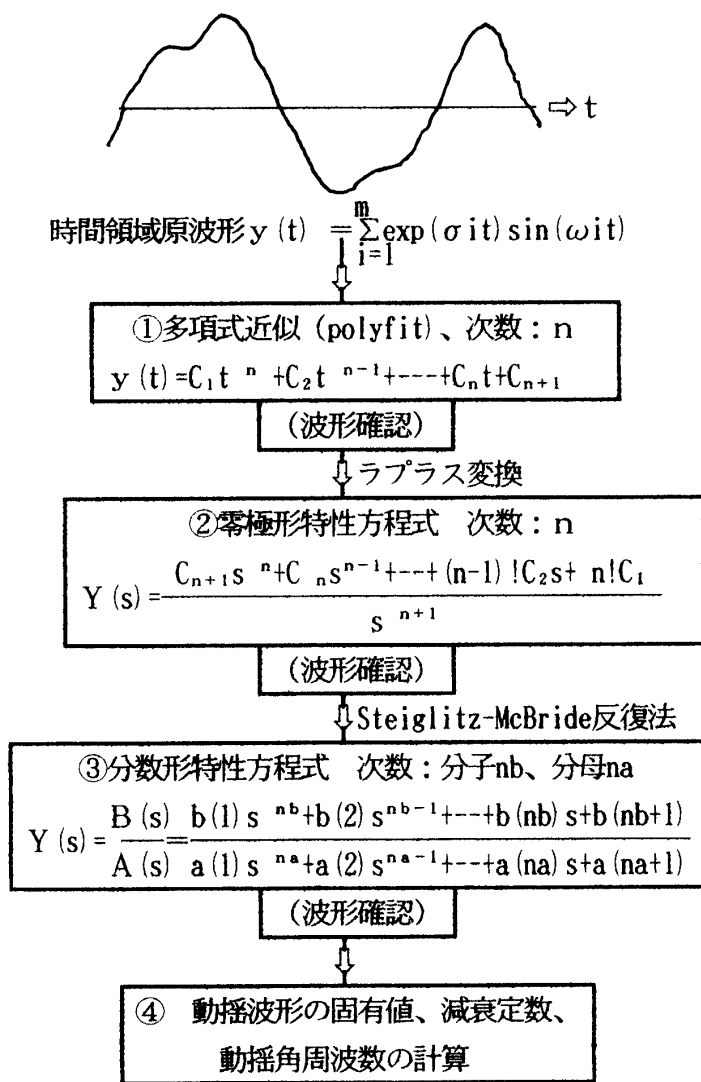 ⇨t
時間領域原波形y(t) =Σ[i=1→m]exp(σit)sin(ωit)
①多項式近似(polyfit)、次数：n
y(t)=C₁t ⁿ +C₂t ⁿ⁻¹+----+Cₙt+Cₙ₊₁
(波形確認)
ラプラス変換
②零極形特性方程式 次数：n
Y(s)=
Cₙ₊₁s ⁿ+C ₙsⁿ⁻¹+--+(n-1)!C₂s+ n!C₁
s ⁿ⁺¹
(波形確認)
Steiglitz-McBride反復法
③分数形特性方程式 次数：分子nb、分母na
B(s) b(1)s ^nb+b(2)s^nb-1+--+b(nb)s+b(nb+1)
Y(s)= =
A(s) a(1)s ^na+a(2)s^na-1+--+a(na)s+a(na+1)
(波形確認)
④ 動揺波形の固有値、減衰定数、
動揺角周波数の計算